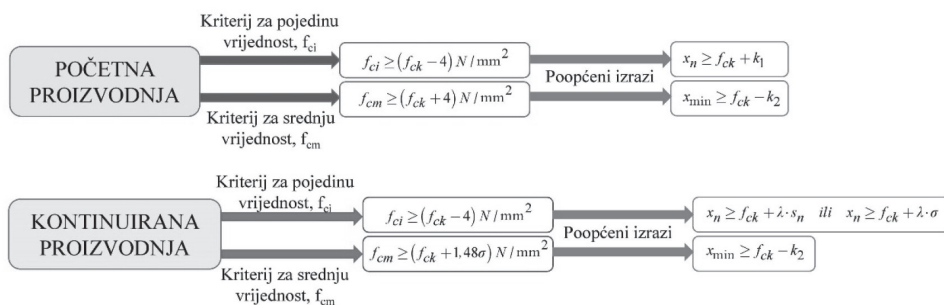 Kriterij za pojedinu
vrijednost, f_ci
POČETNA
PROIZVODNJA
f_ci ≥ (f_ck − 4) N / mm²
x_n ≥ f_ck + k_1
Poopćeni izrazi
f_cm ≥ (f_ck + 4) N / mm²
x_min ≥ f_ck − k_2
Kriterij za srednju
vrijednost, f_cm
Kriterij za pojedinu
vrijednost, f_ci
KONTINUIRANA
PROIZVODNJA
f_ci ≥ (f_ck − 4) N / mm²
x_n ≥ f_ck + λ · s_n ili x_n ≥ f_ck + λ · σ
Poopćeni izrazi
f_cm ≥ (f_ck + 1,48σ) N / mm²
x_min ≥ f_ck − k_2
Kriterij za srednju
vrijednost, f_cm